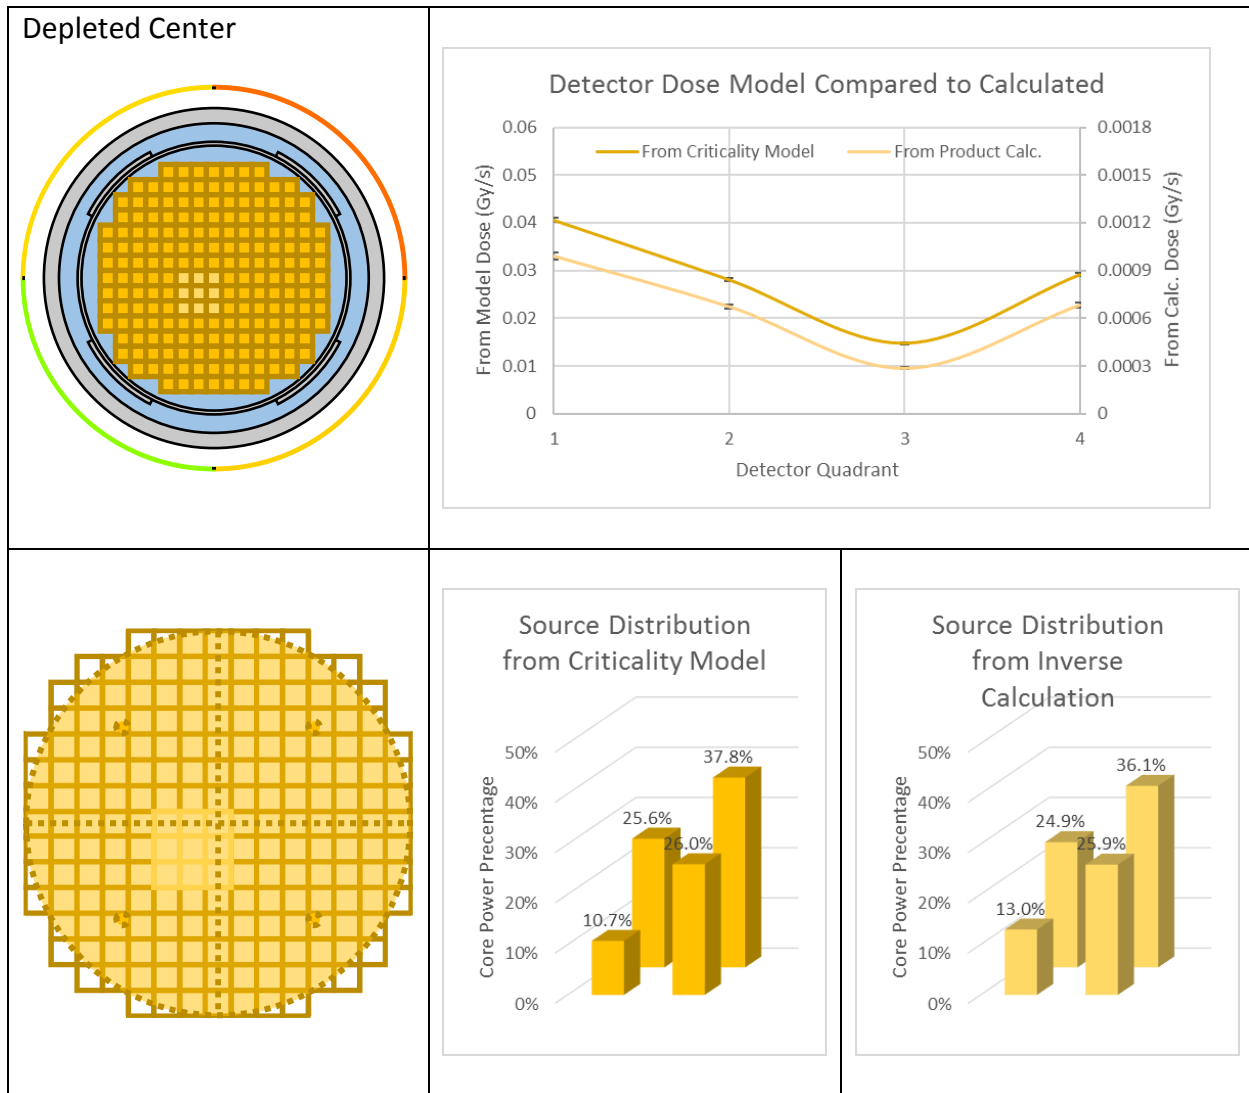 Depleted Center
Detector Dose Model Compared to Calculated
From Criticality Model
From Product Calc.
From Model Dose (Gy/s)
0.06
0.05
0.04
0.03
0.02
0.01
0
0.0018
0.0015
0.0012
0.0009
0.0006
0.0003
0
From Calc. Dose (Gy/s)
1 2 3 4
Detector Quadrant
Source Distribution
from Criticality Model
Core Power Precentage
50%
40%
30%
20%
10%
0%
37.8%
25.6%
26.0%
10.7%
Source Distribution
from Inverse
Calculation
Core Power Precentage
50%
40%
30%
20%
10%
0%
36.1%
24.9%
25.9%
13.0%